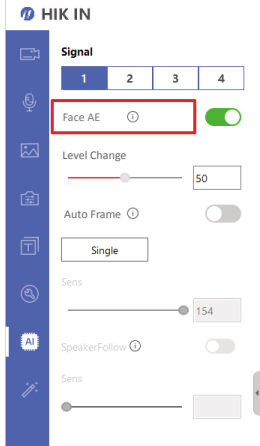 HIK IN
Signal
1 2 3 4
Face AE
Level Change
50
Auto Frame
Single
Sens
154
SpeakerFollow
Sens
AI